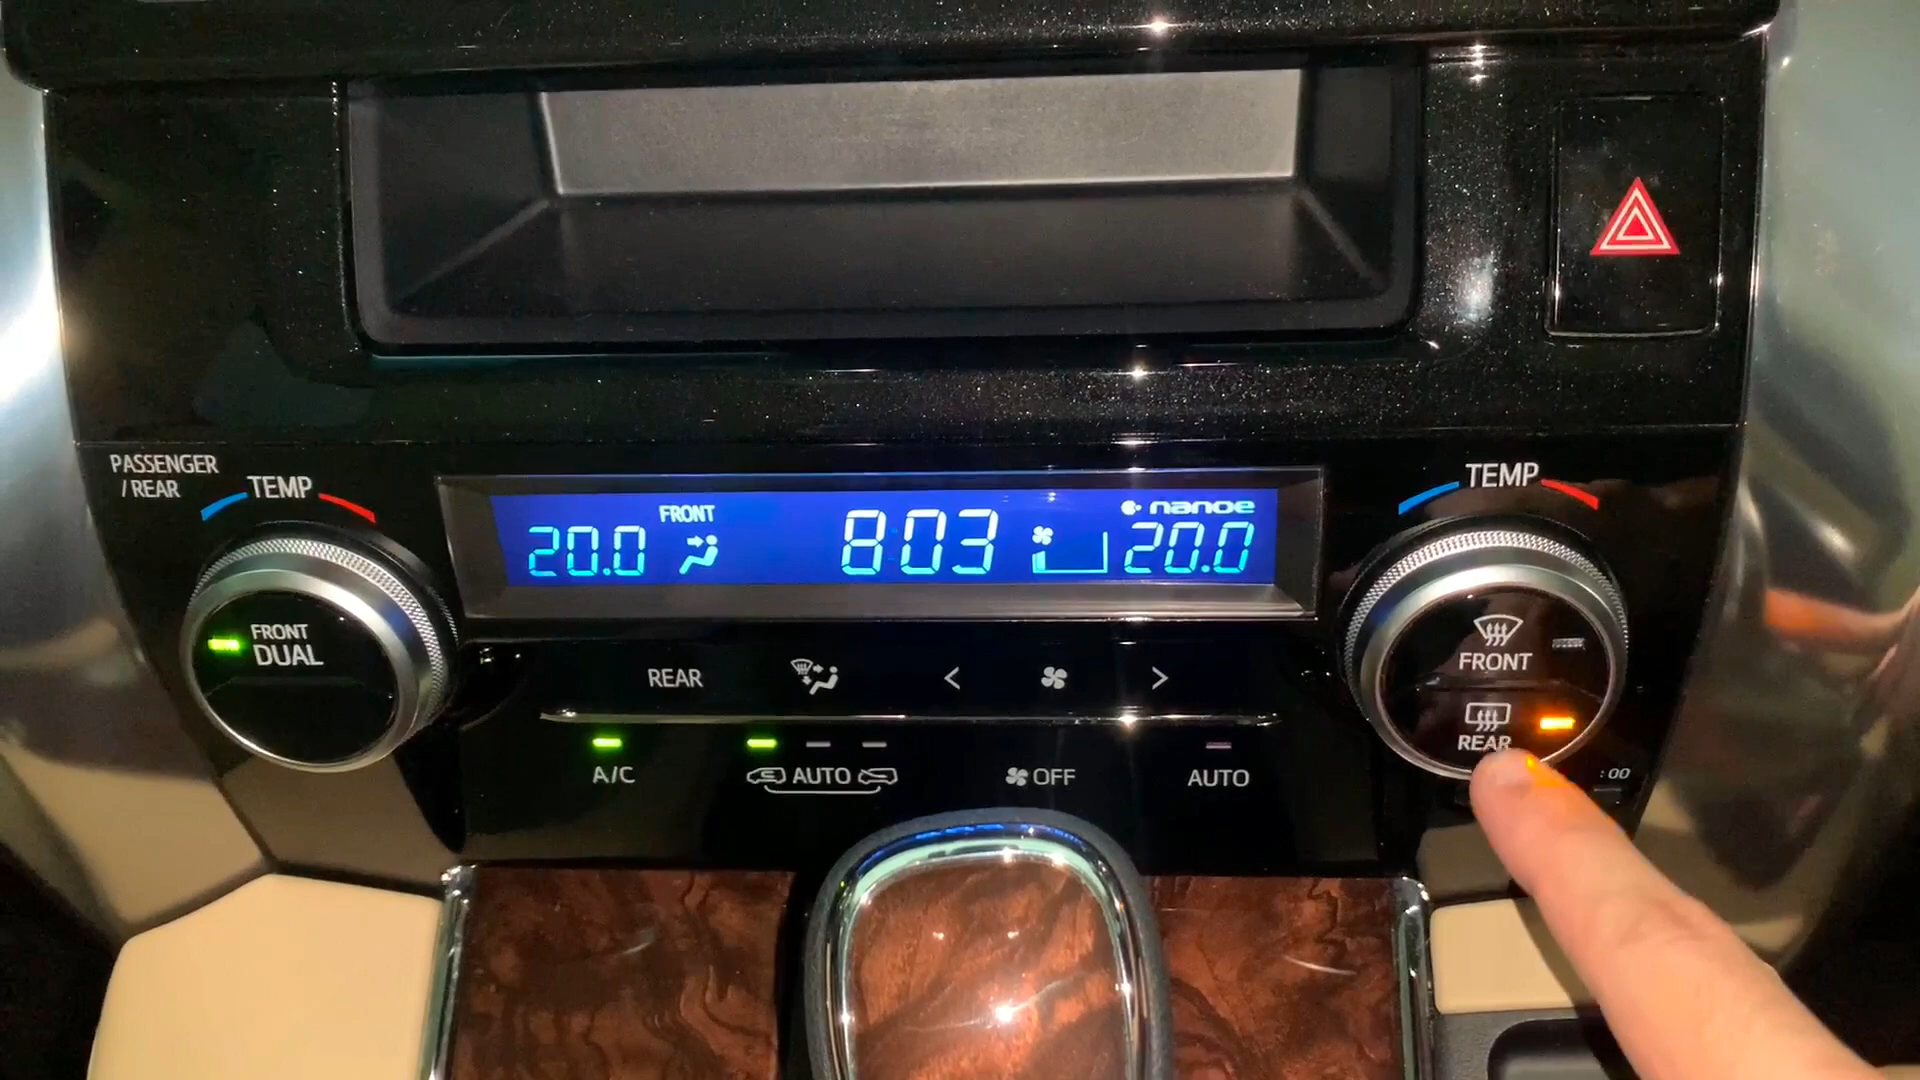 PASSENGER
/ REAR
TEMP
TEMP
FRONT
nanoe
20.0
803
20.0
FRONT
DUAL
REAR
FRONT
REAR
A/C
AUTO
OFF
AUTO
:00